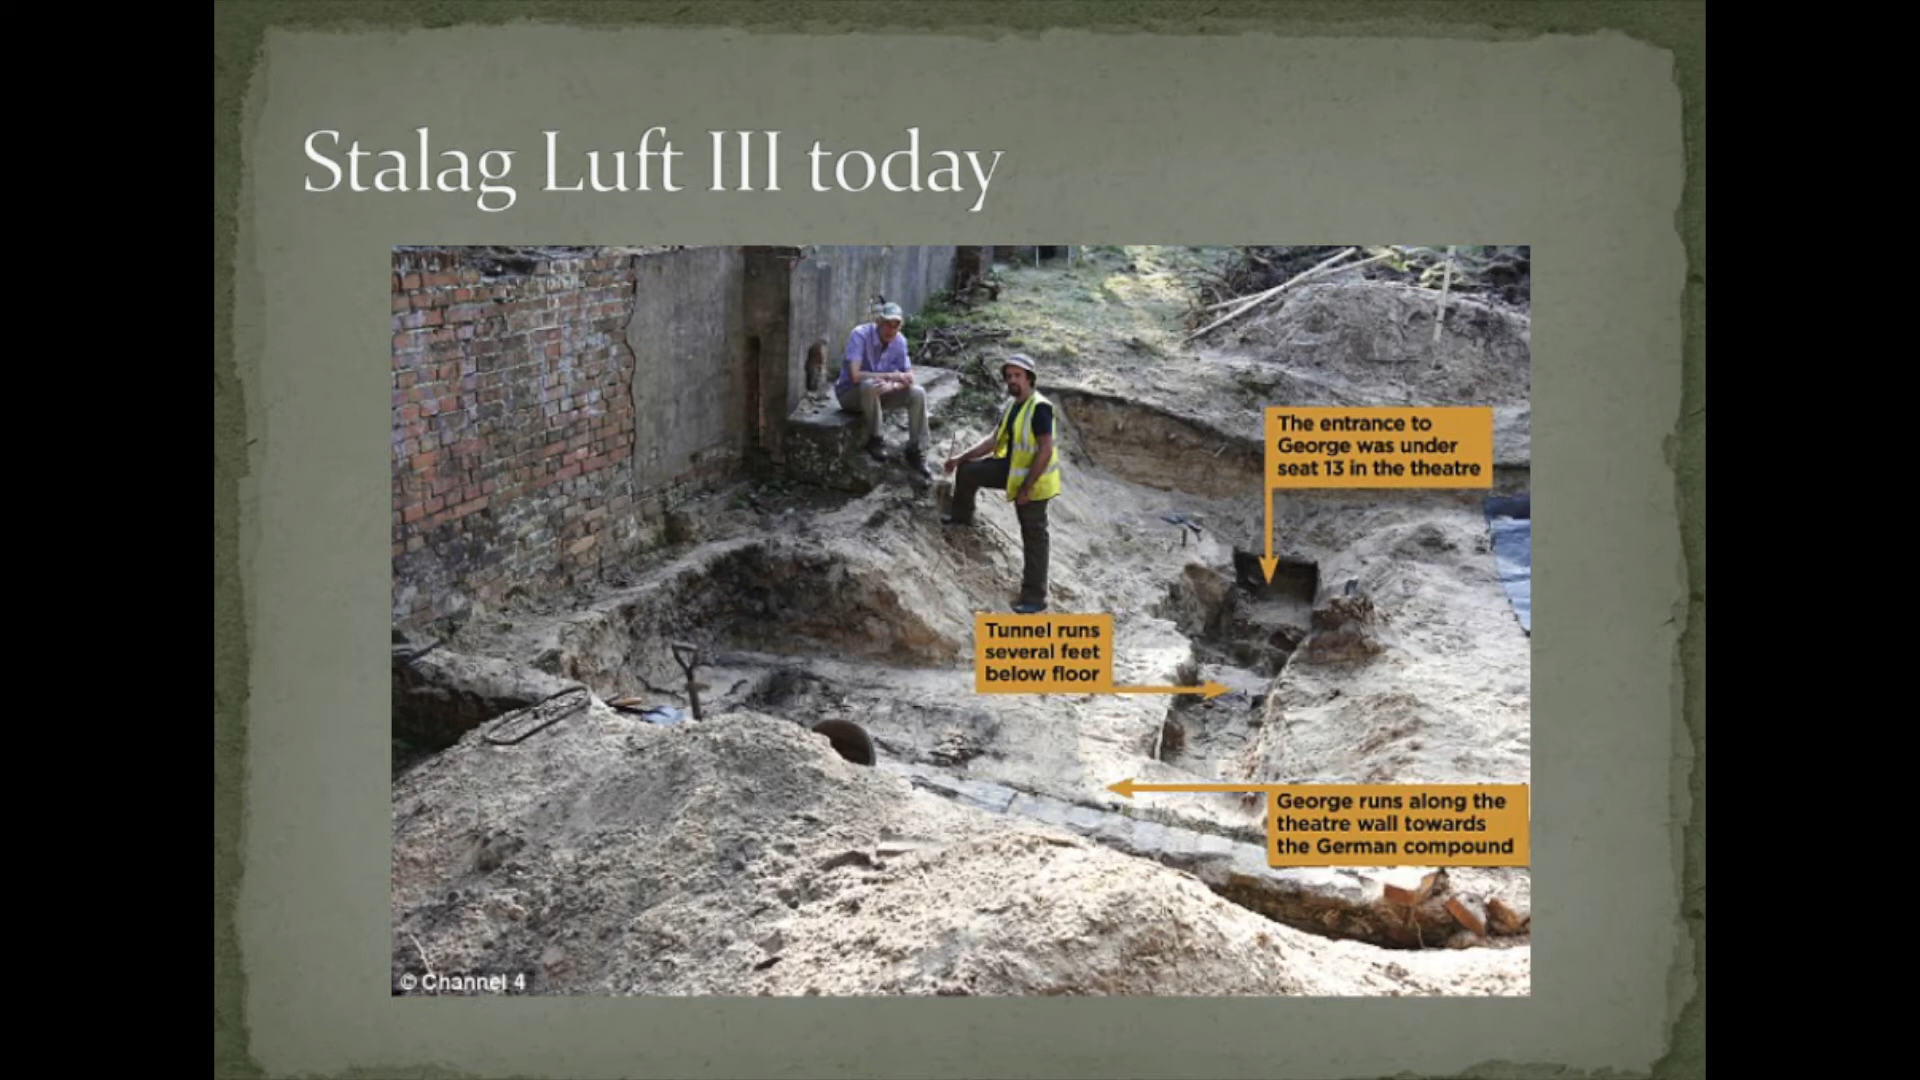 Stalag Luft III today
The entrance to
George was under
seat 13 in the theatre
Tunnel runs
several feet
below floor
George runs along the
theatre wall towards
the German compound
© Channel 4